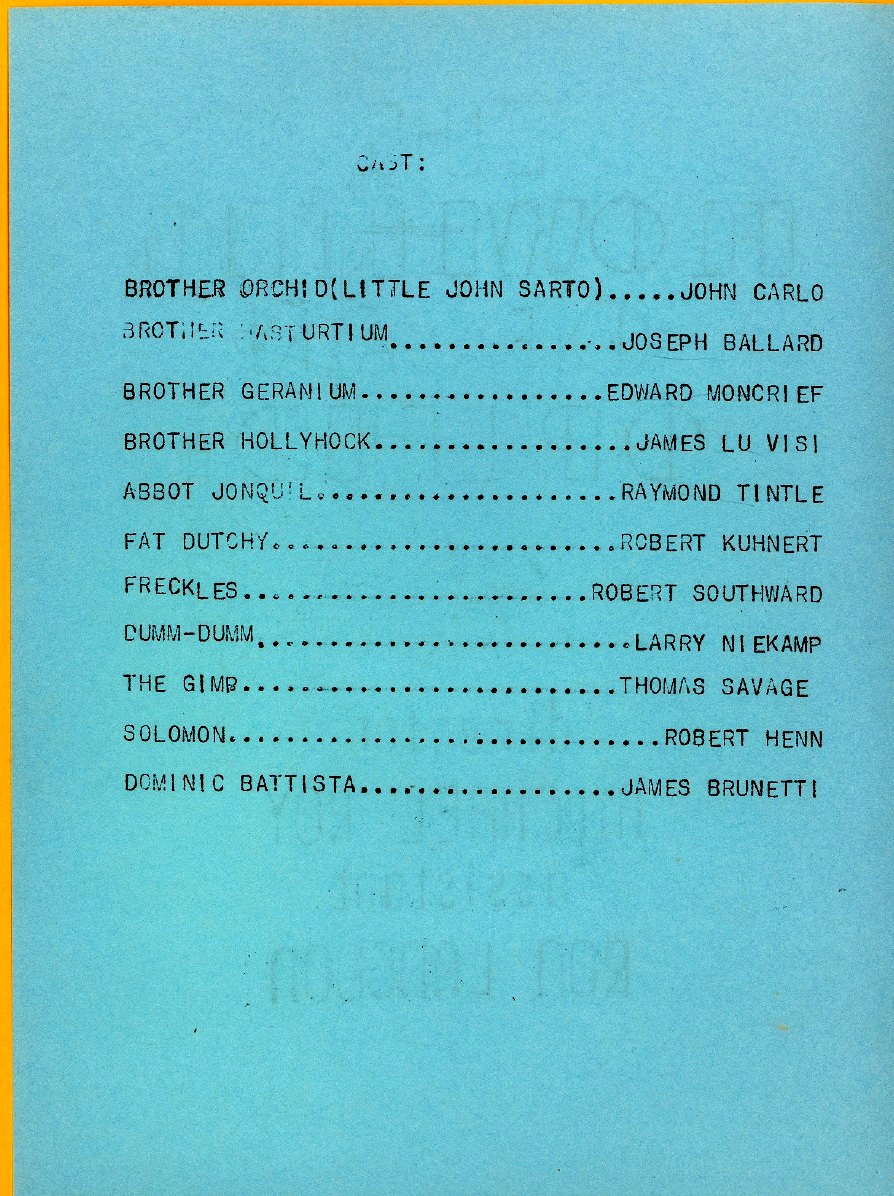 CAST:
BROTHER ORCHID(LITTLE JOHN SARTO).....JOHN CARLO
BROTHER NASTURTIUM................JOSEPH BALLARD
BROTHER GERANIUM.................EDWARD MONCRIEF
BROTHER HOLLYHOCK..................JAMES LU VISI
ABBOT JONQUIL.....................RAYMOND TINTLE
FAT DUTCHY........................ROBERT KUHNERT
FRECKLES........................ROBERT SOUTHWARD
DUMM-DUMM..........................LARRY NIEKAMP
THE GIMP..........................THOMAS SAVAGE
SOLOMON..............................ROBERT HENN
DOMINIC BATTISTA..................JAMES BRUNETTI